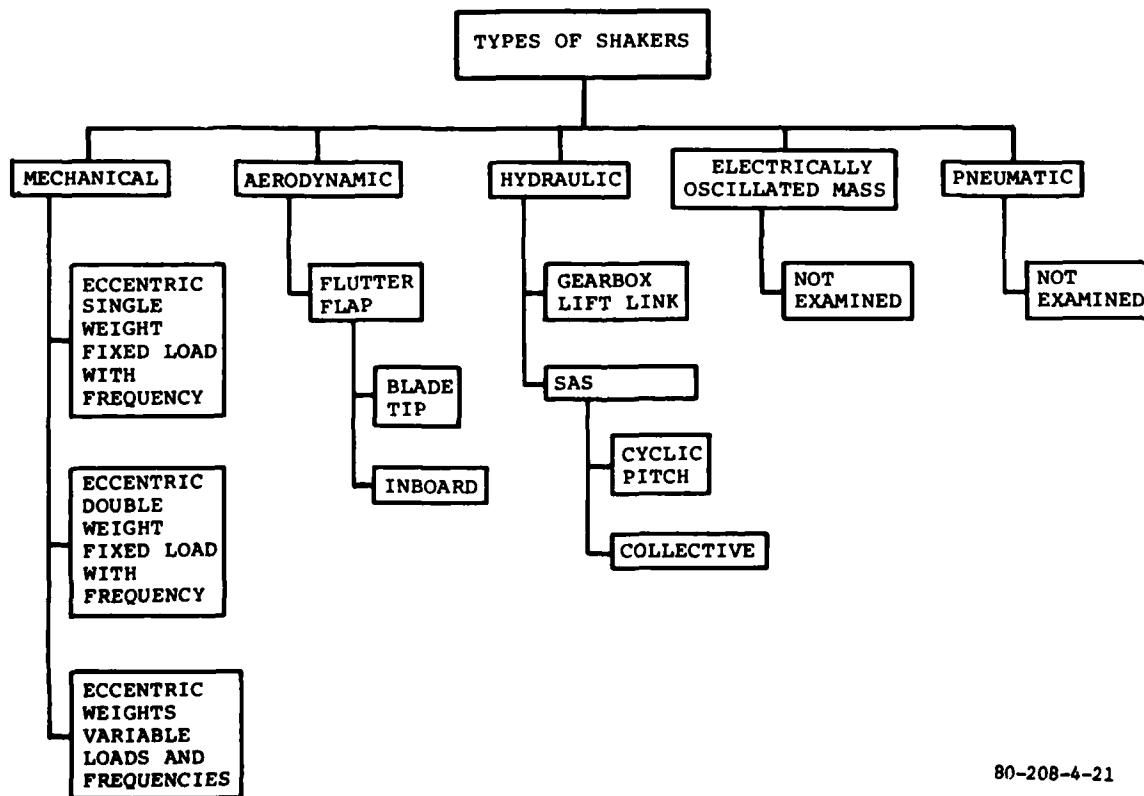 TYPES OF SHAKERS
MECHANICAL
AERODYNAMIC
HYDRAULIC
ELECTRICALLY
OSCILLATED MASS
PNEUMATIC
ECCENTRIC
SINGLE
WEIGHT
FIXED LOAD
WITH
FREQUENCY
ECCENTRIC
DOUBLE
WEIGHT
FIXED LOAD
WITH
FREQUENCY
ECCENTRIC
WEIGHTS
VARIABLE
LOADS AND
FREQUENCIES
FLUTTER
FLAP
BLADE
TIP
INBOARD
GEARBOX
LIFT LINK
SAS
CYCLIC
PITCH
COLLECTIVE
NOT
EXAMINED
NOT
EXAMINED
80-208-4-21